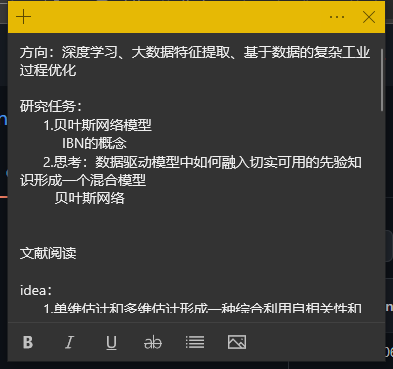 方向：深度学习、大数据特征提取、基于数据的复杂工业
过程优化
研究任务：
1.贝叶斯网络模型
IBN的概念
2.思考：数据驱动模型中如何融入切实可用的先验知
识形成一个混合模型
贝叶斯网络
文献阅读
idea：
1.单维估计和多维估计形成一种综合利用自相关性和
B I U ab